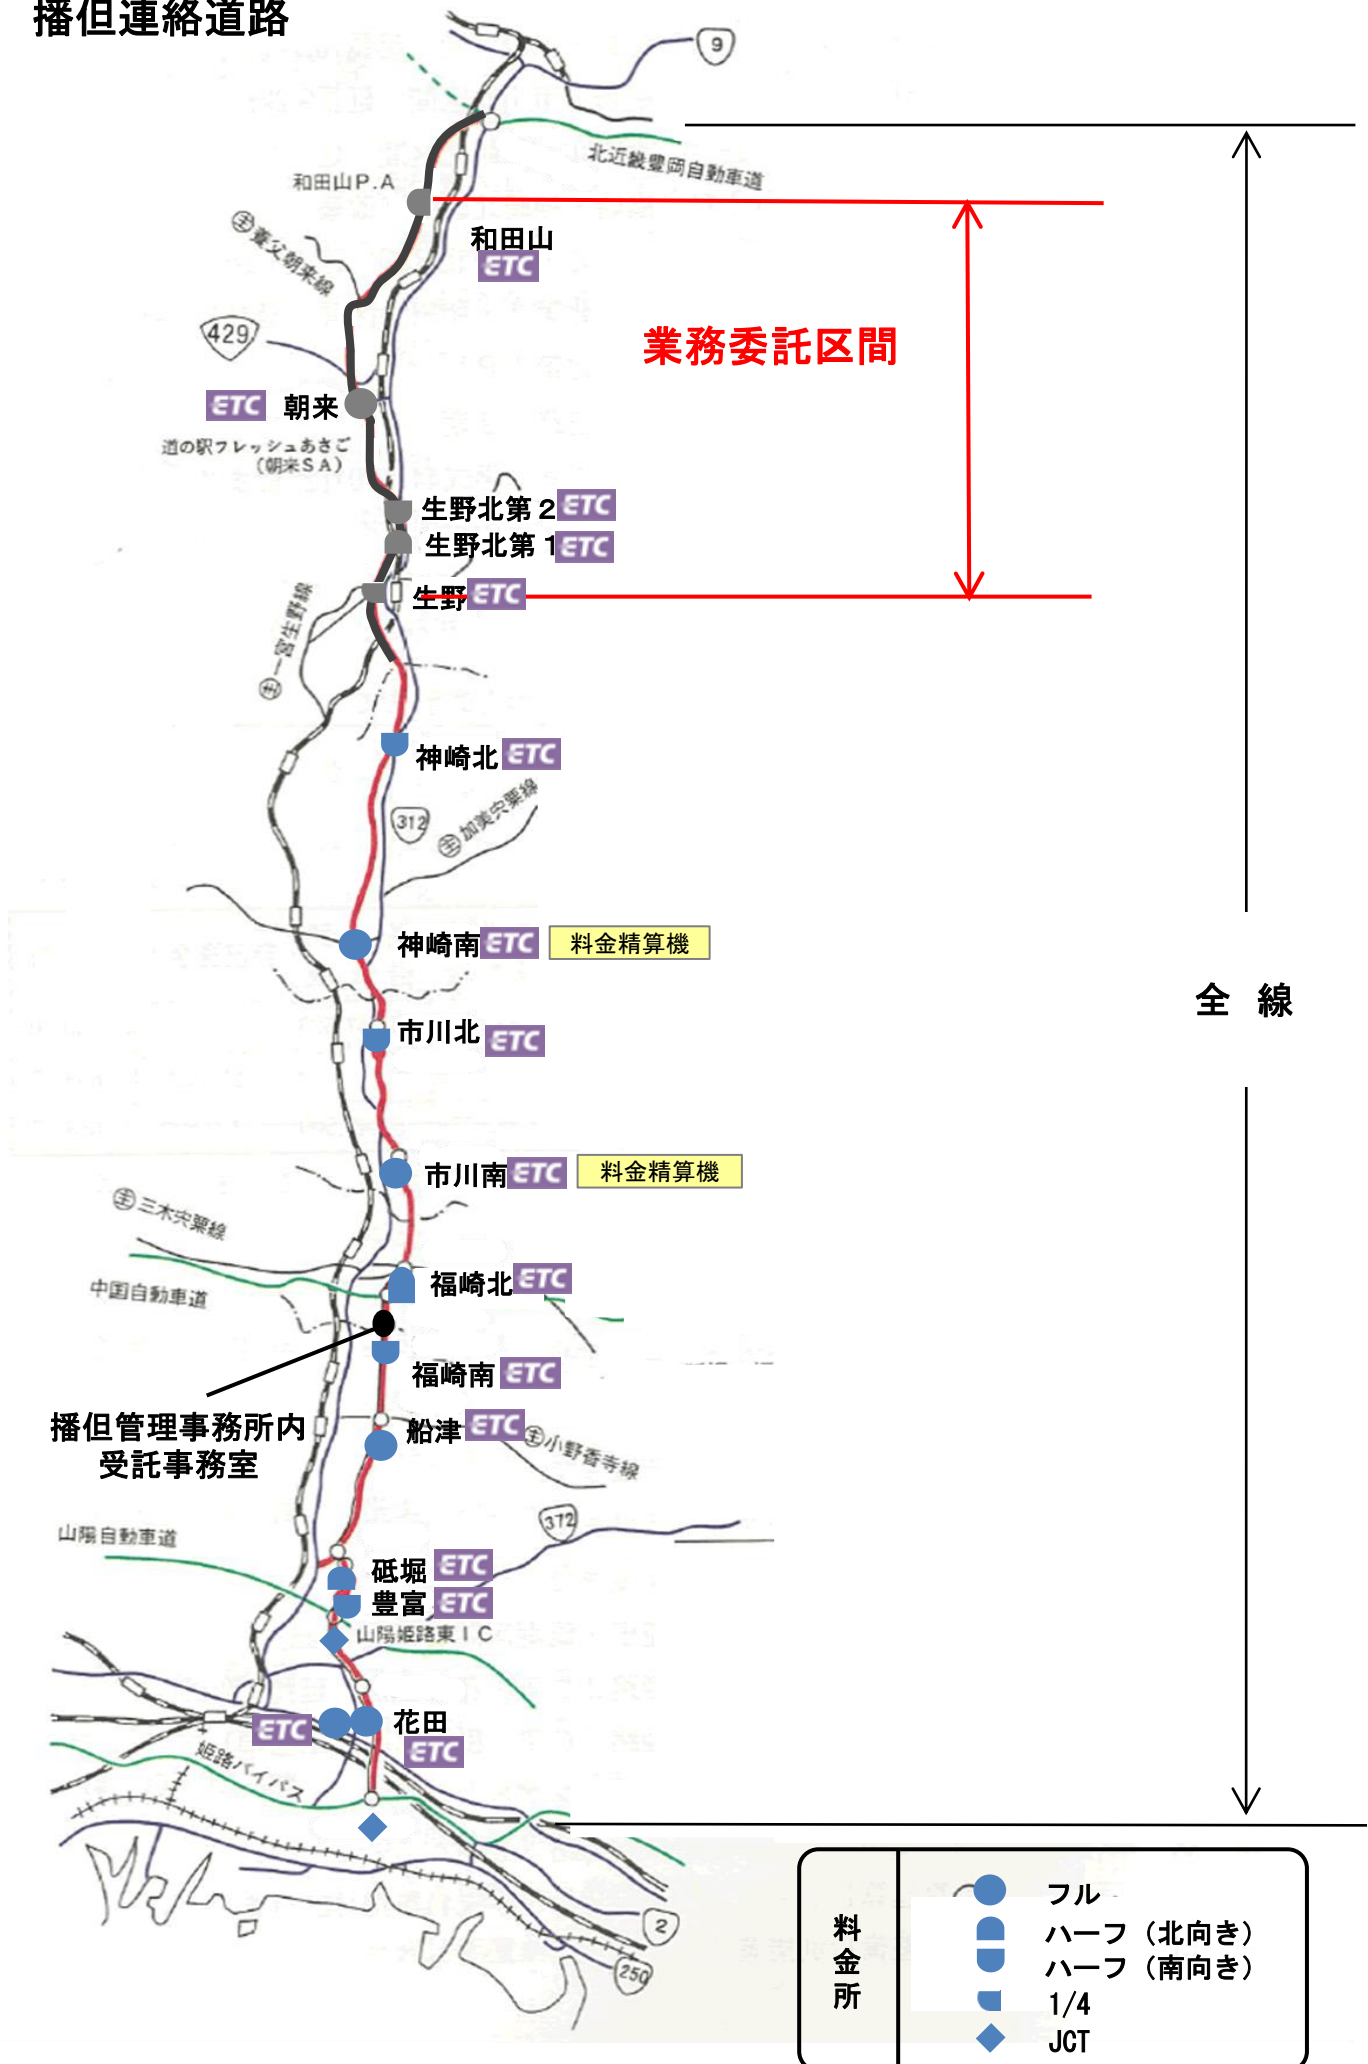 播但連絡道路
9
北近畿豊岡自動車道
和田山P.A
主養父朝来線
和田山
ETC
業務委託区間
429
ETC 朝来
道の駅フレッシュあさご
(朝来SA)
生野北第2 ETC
生野北第1 ETC
生野 ETC
主一宮生野線
神崎北 ETC
312
主加美宍粟線
神崎南 ETC 料金精算機
全 線
市川北 ETC
市川南 ETC 料金精算機
主三木宍粟線
福崎北 ETC
中国自動車道
福崎南 ETC
播但管理事務所内
受託事務室
船津 ETC
主小野香寺線
372
山陽自動車道
砥堀 ETC
豊富 ETC
山陽姫路東IC
ETC 花田
ETC
姫路バイパス
2
250
料金所
フル
ハーフ(北向き)
ハーフ(南向き)
1/4
JCT